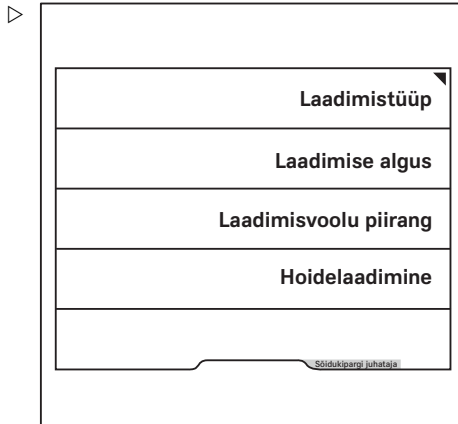 Laadimistüüp
Laadimise algus
Laadimisvoolu piirang
Hoidelaadimine
Sõidukipargi juhataja